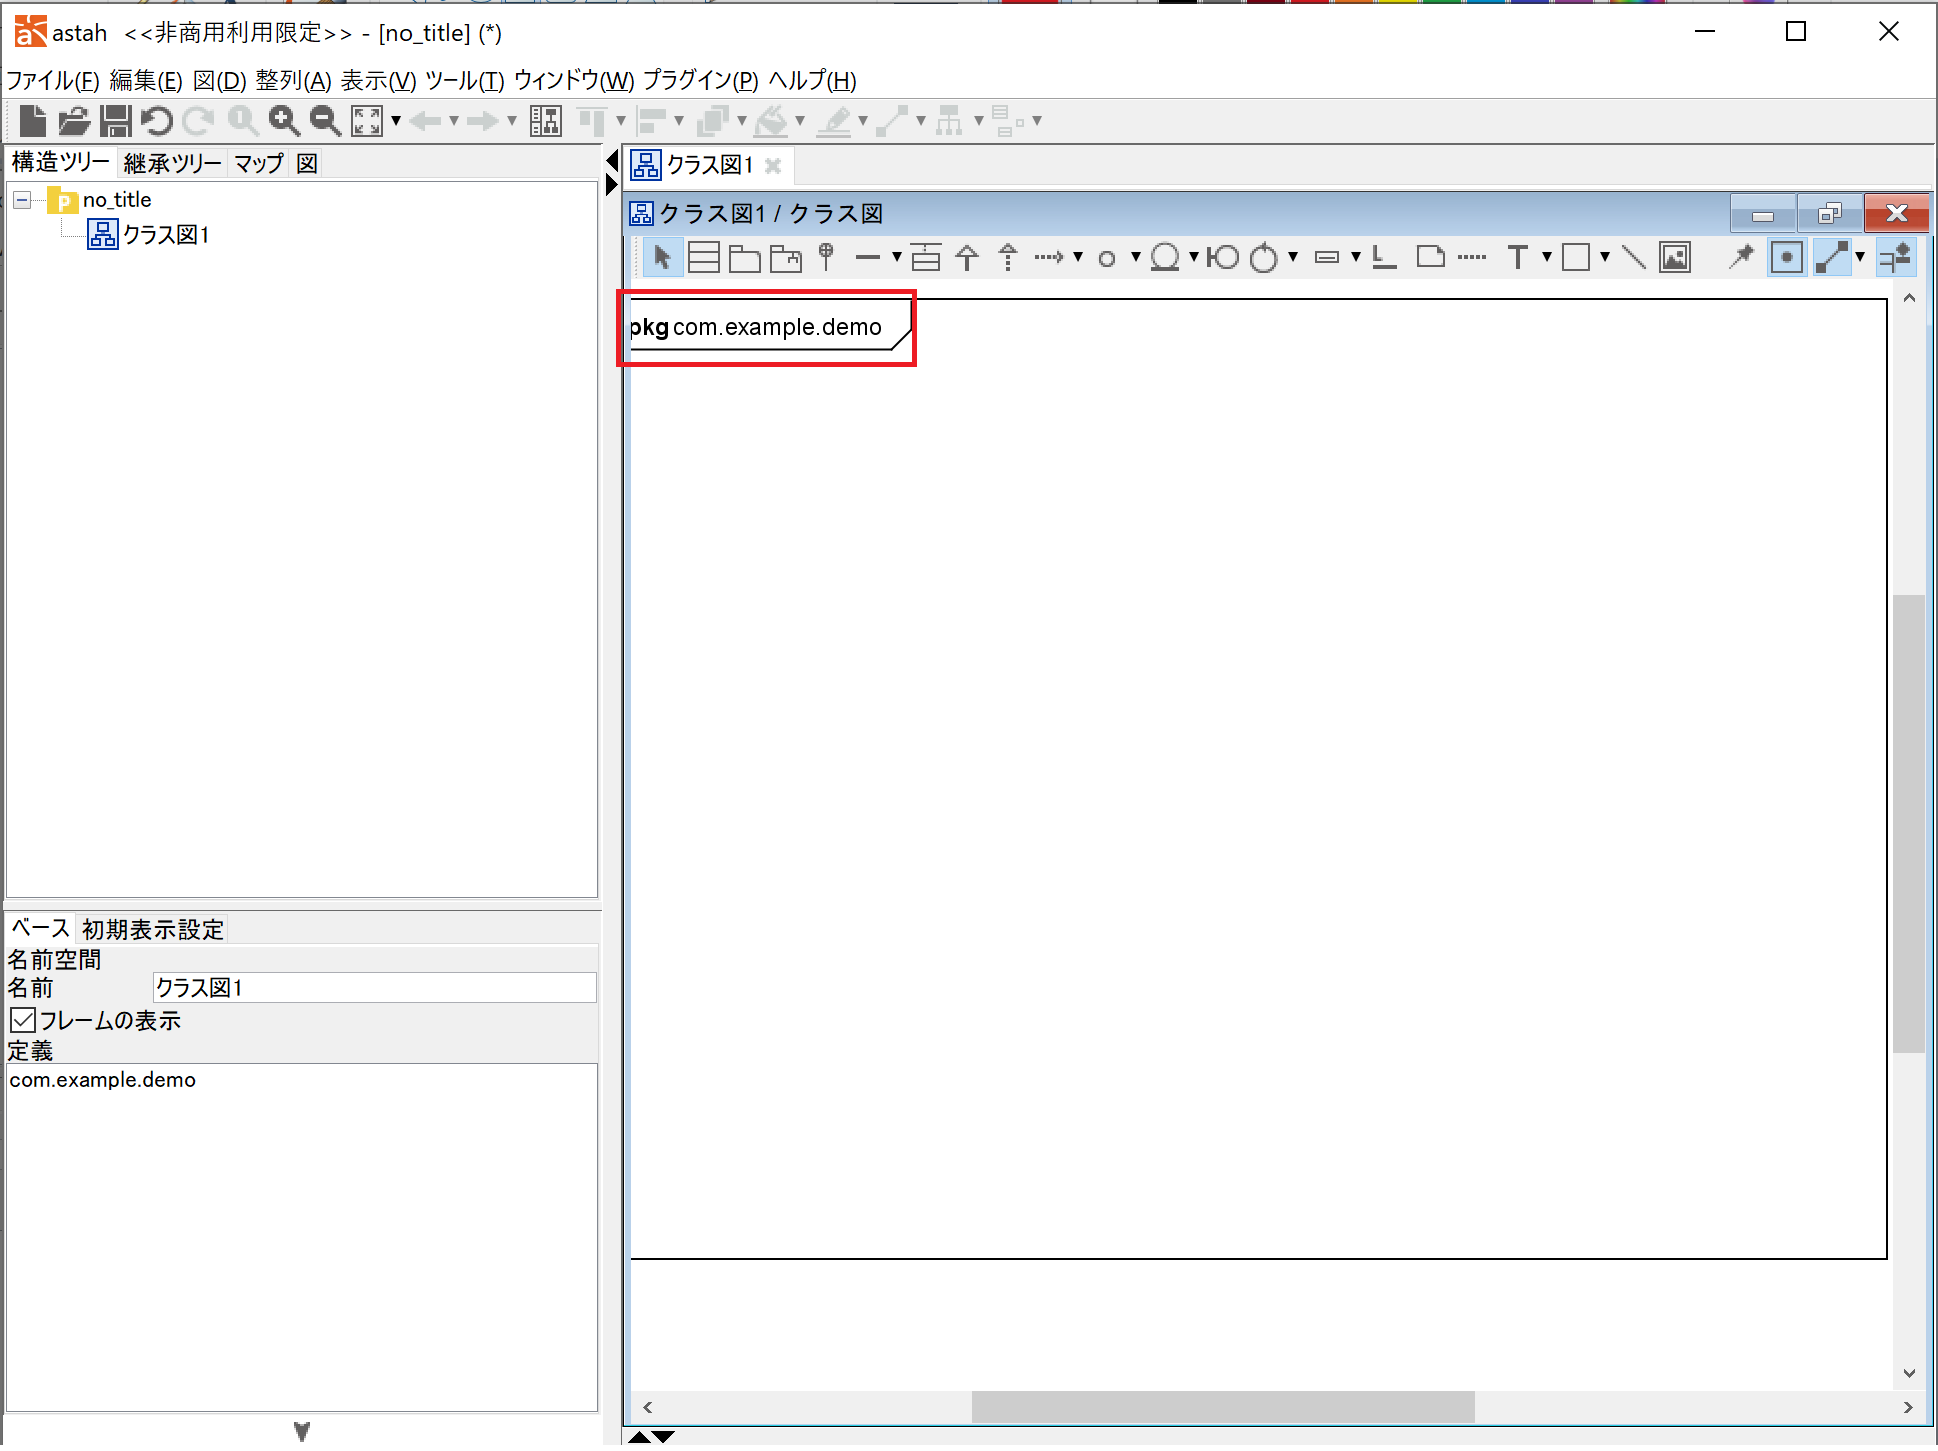 astah <<非商用利用限定>> - [no_title] (*)
ファイル(F) 編集(E) 図(D) 整列(A) 表示(V) ツール(T) ウィンドウ(W) プラグイン(P) ヘルプ(H)
構造ツリー 継承ツリー マップ 図
no_title
クラス図1
クラス図1
クラス図1 / クラス図
pkg com.example.demo
ベース 初期表示設定
名前空間
名前 クラス図1
フレームの表示
定義
com.example.demo